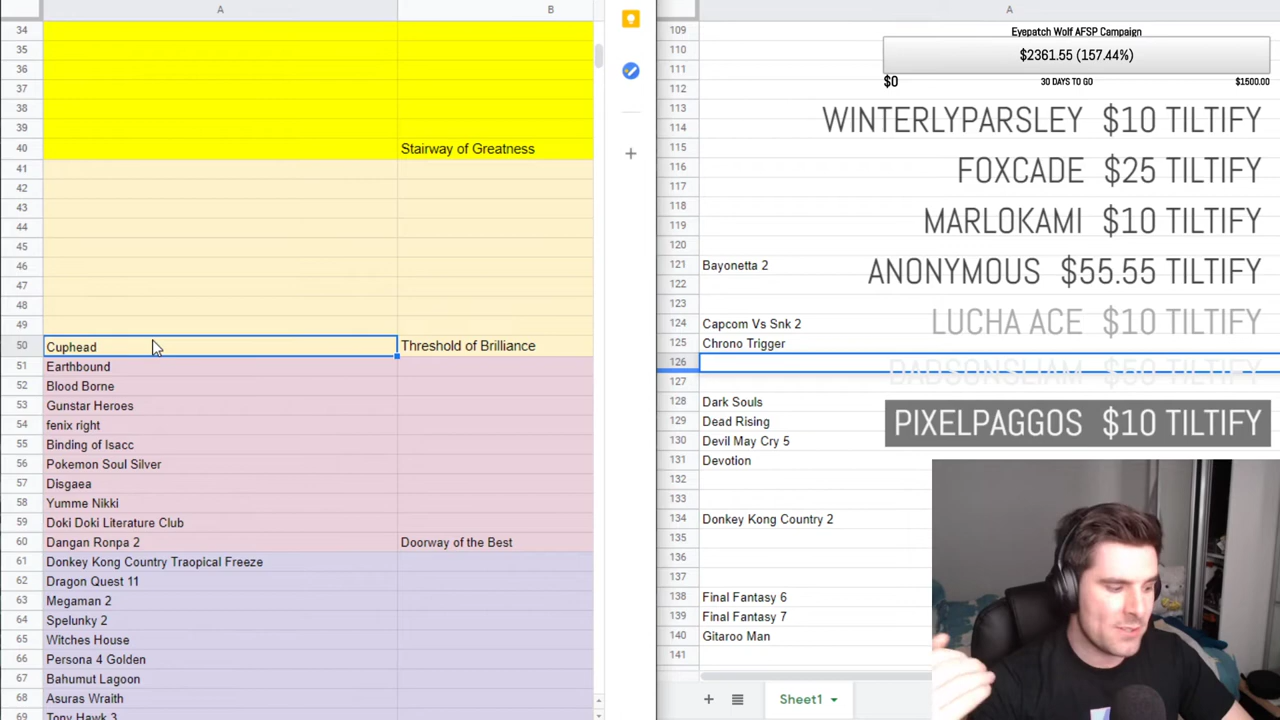 A
B
34
35
36
37
38
39
40 Stairway of Greatness
41
42
43
44
45
46
47
48
49
50 Cuphead Threshold of Brilliance
51 Earthbound
52 Blood Borne
53 Gunstar Heroes
54 fenix right
55 Binding of Isacc
56 Pokemon Soul Silver
57 Disgaea
58 Yumme Nikki
59 Doki Doki Literature Club
60 Dangan Ronpa 2 Doorway of the Best
61 Donkey Kong Country Traopical Freeze
62 Dragon Quest 11
63 Megaman 2
64 Spelunky 2
65 Witches House
66 Persona 4 Golden
67 Bahumut Lagoon
68 Asuras Wraith
69 Tony Hawk 3
A
109
110
111
112
113
114
115
116
117
118
119
120
121 Bayonetta 2
122
123
124 Capcom Vs Snk 2
125 Chrono Trigger
126
127
128 Dark Souls
129 Dead Rising
130 Devil May Cry 5
131 Devotion
132
133
134 Donkey Kong Country 2
135
136
137
138 Final Fantasy 6
139 Final Fantasy 7
140 Gitaroo Man
141
Sheet1
Eyepatch Wolf AFSP Campaign
$2361.55 (157.44%)
$0 30 DAYS TO GO $1500.00
WINTERLYPARSLEY $10 TILTIFY
FOXCADE $25 TILTIFY
MARLOKAMI $10 TILTIFY
ANONYMOUS $55.55 TILTIFY
LUCHA ACE $10 TILTIFY
DADSONSLIAM $50 TILTIFY
PIXELPAGGOS $10 TILTIFY